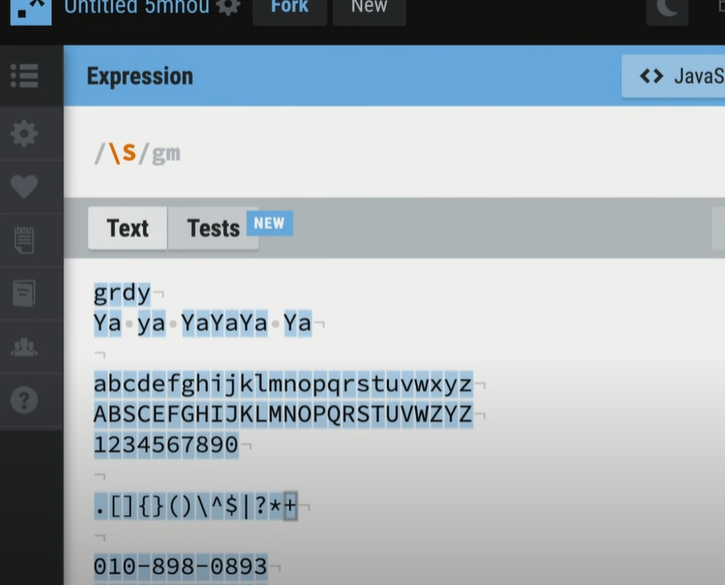 Untitled 5mhou Fork New
Expression
<> JavaS
/\S/gm
Text Tests NEW
grdy
Ya ya YaYaYa Ya
abcdefghijklmnopqrstuvwxyz
ABSCEFGHIJKLMNOPQRSTUVWZYZ
1234567890
.[]{}()\^$|?*+
010-898-0893